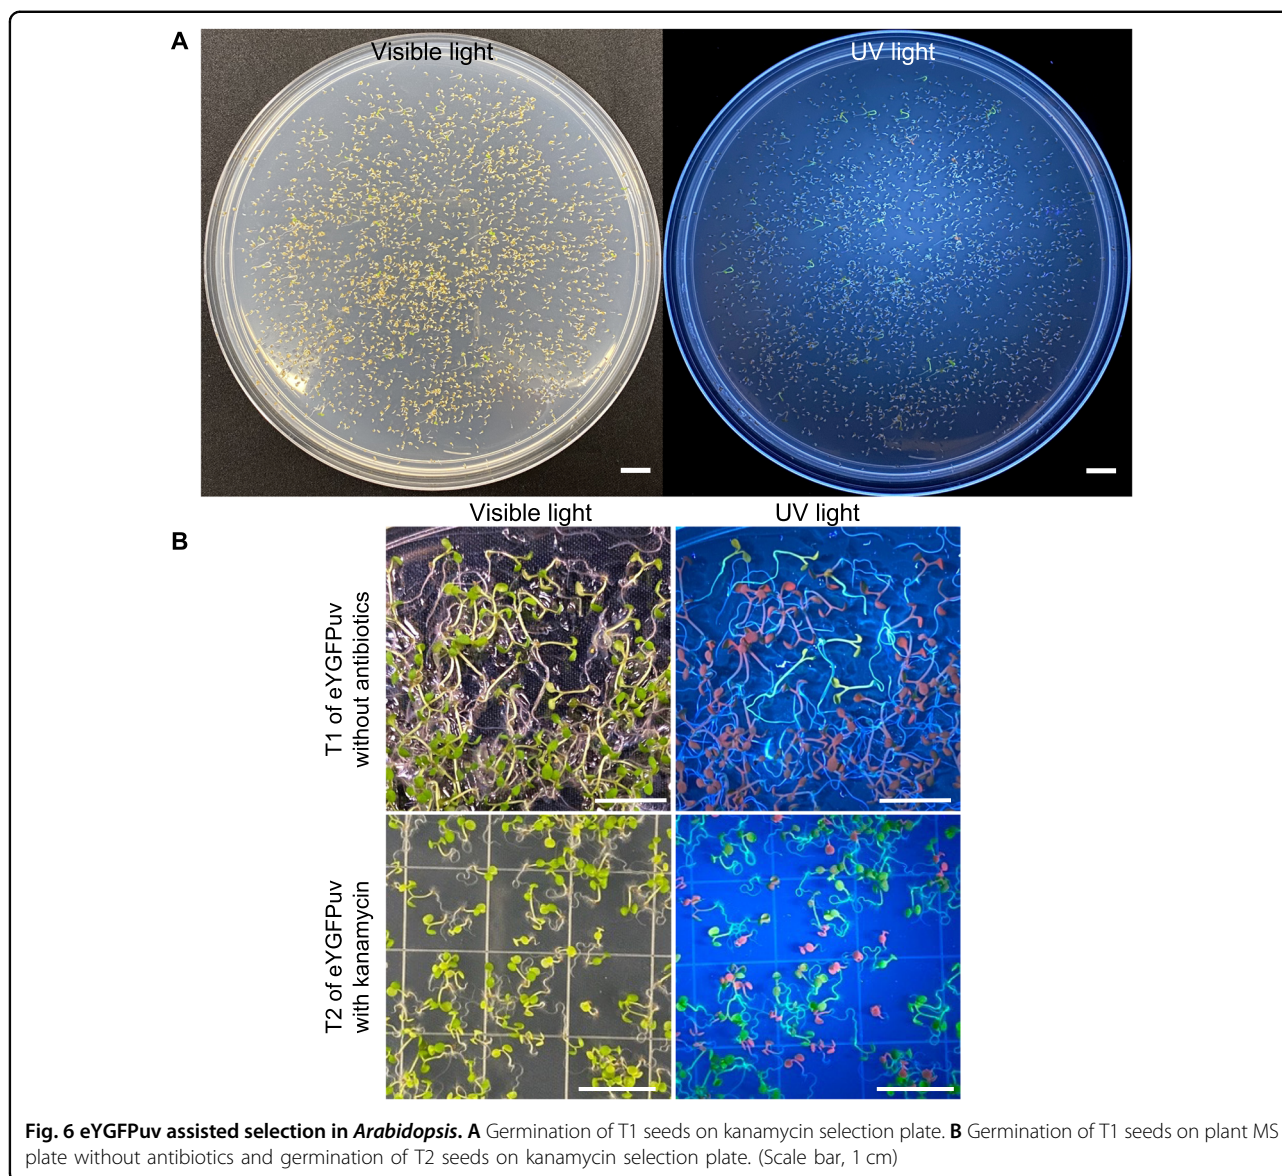 A
Visible light
UV light
Visible light
UV light
B
T1 of eYGFPuv
without antibiotics
T2 of eYGFPuv
with kanamycin
Fig. 6 eYGFPuv assisted selection in Arabidopsis. A Germination of T1 seeds on kanamycin selection plate. B Germination of T1 seeds on plant MS
plate without antibiotics and germination of T2 seeds on kanamycin selection plate. (Scale bar, 1 cm)